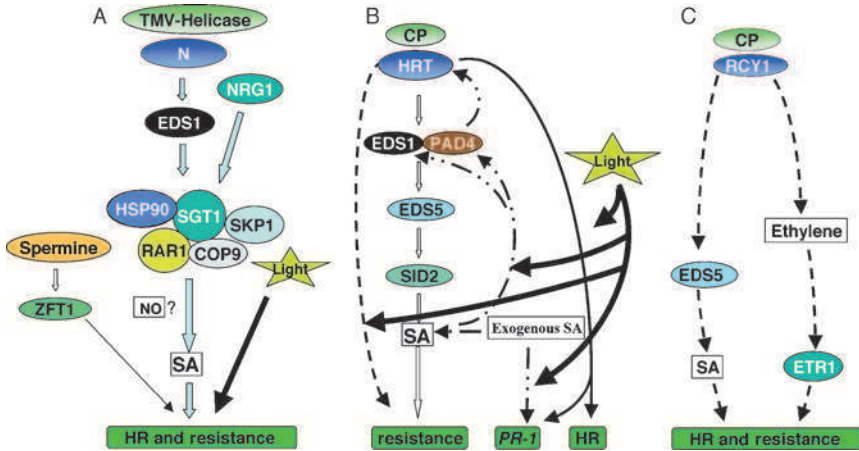 A
TMV-Helicase
N
NRG1
EDS1
HSP90
SGT1
SKP1
RAR1
COP9
Spermine
Light
ZFT1
NO ?
SA
HR and resistance
B
CP
HRT
EDS1
PAD4
Light
EDS5
SID2
SA
Exogenous SA
resistance
PR-1
HR
C
CP
RCY1
Ethylene
EDS5
SA
ETR1
HR and resistance